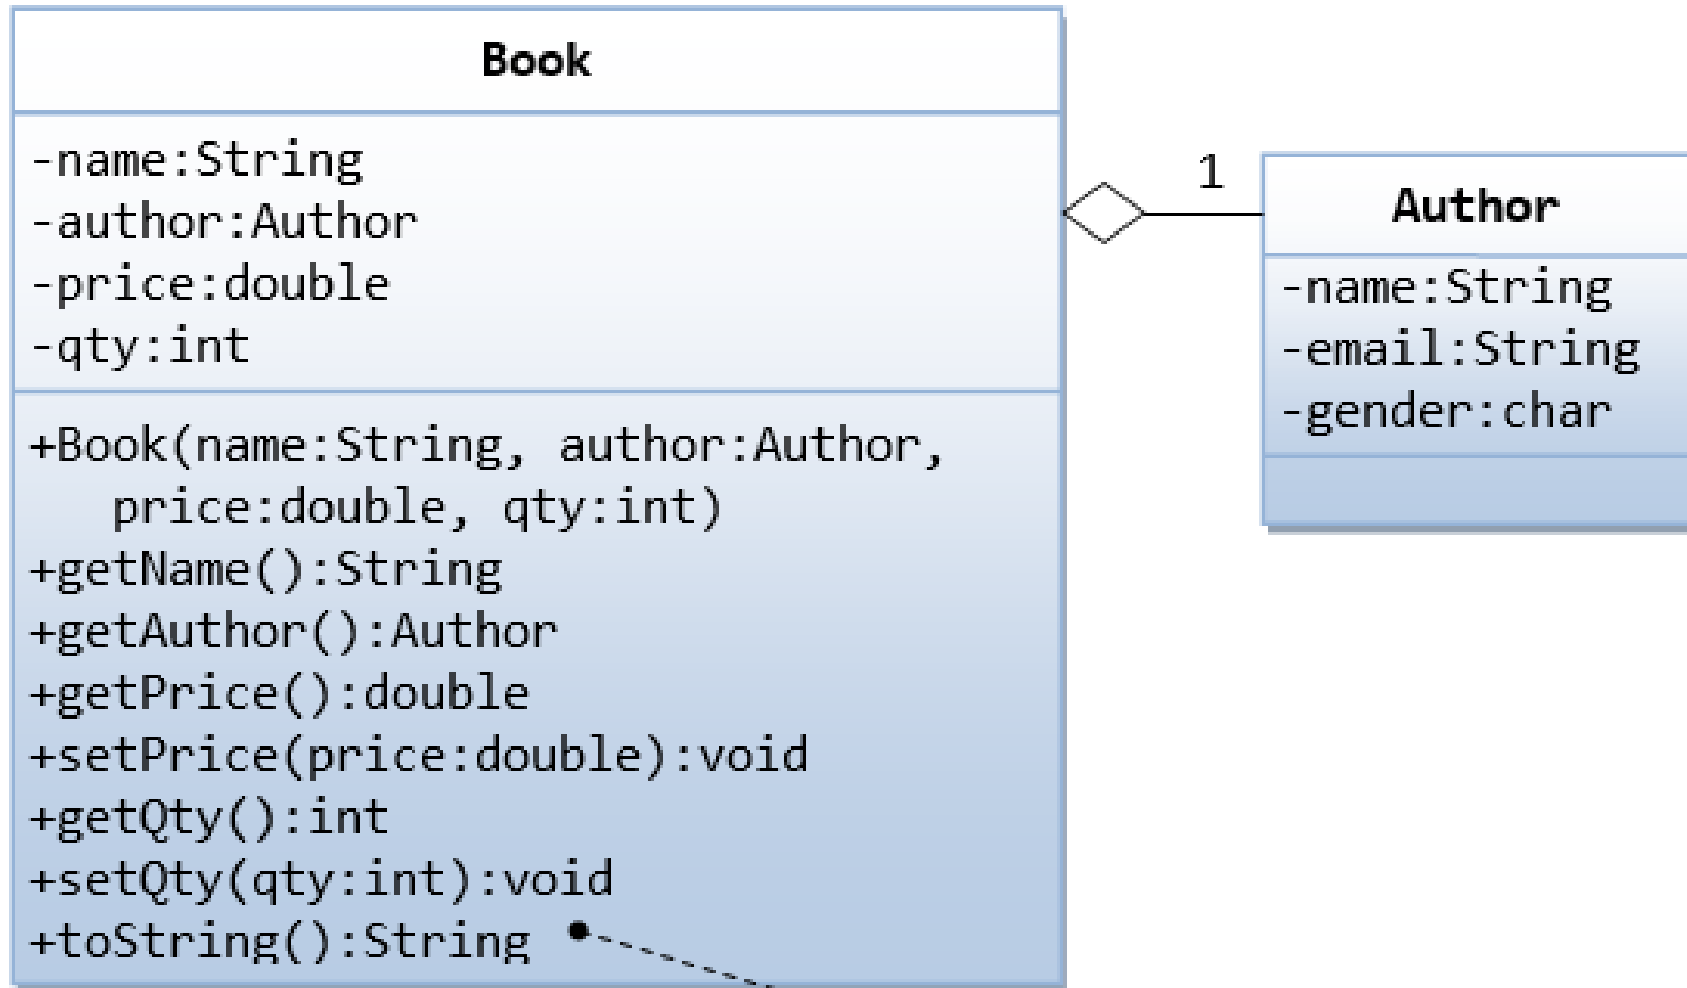 Book
-name:String
-author:Author
-price:double
-qty:int
+Book(name:String, author:Author,
price:double, qty:int)
+getName():String
+getAuthor():Author
+getPrice():double
+setPrice(price:double):void
+getQty():int
+setQty(qty:int):void
+toString():String
1
Author
-name:String
-email:String
-gender:char